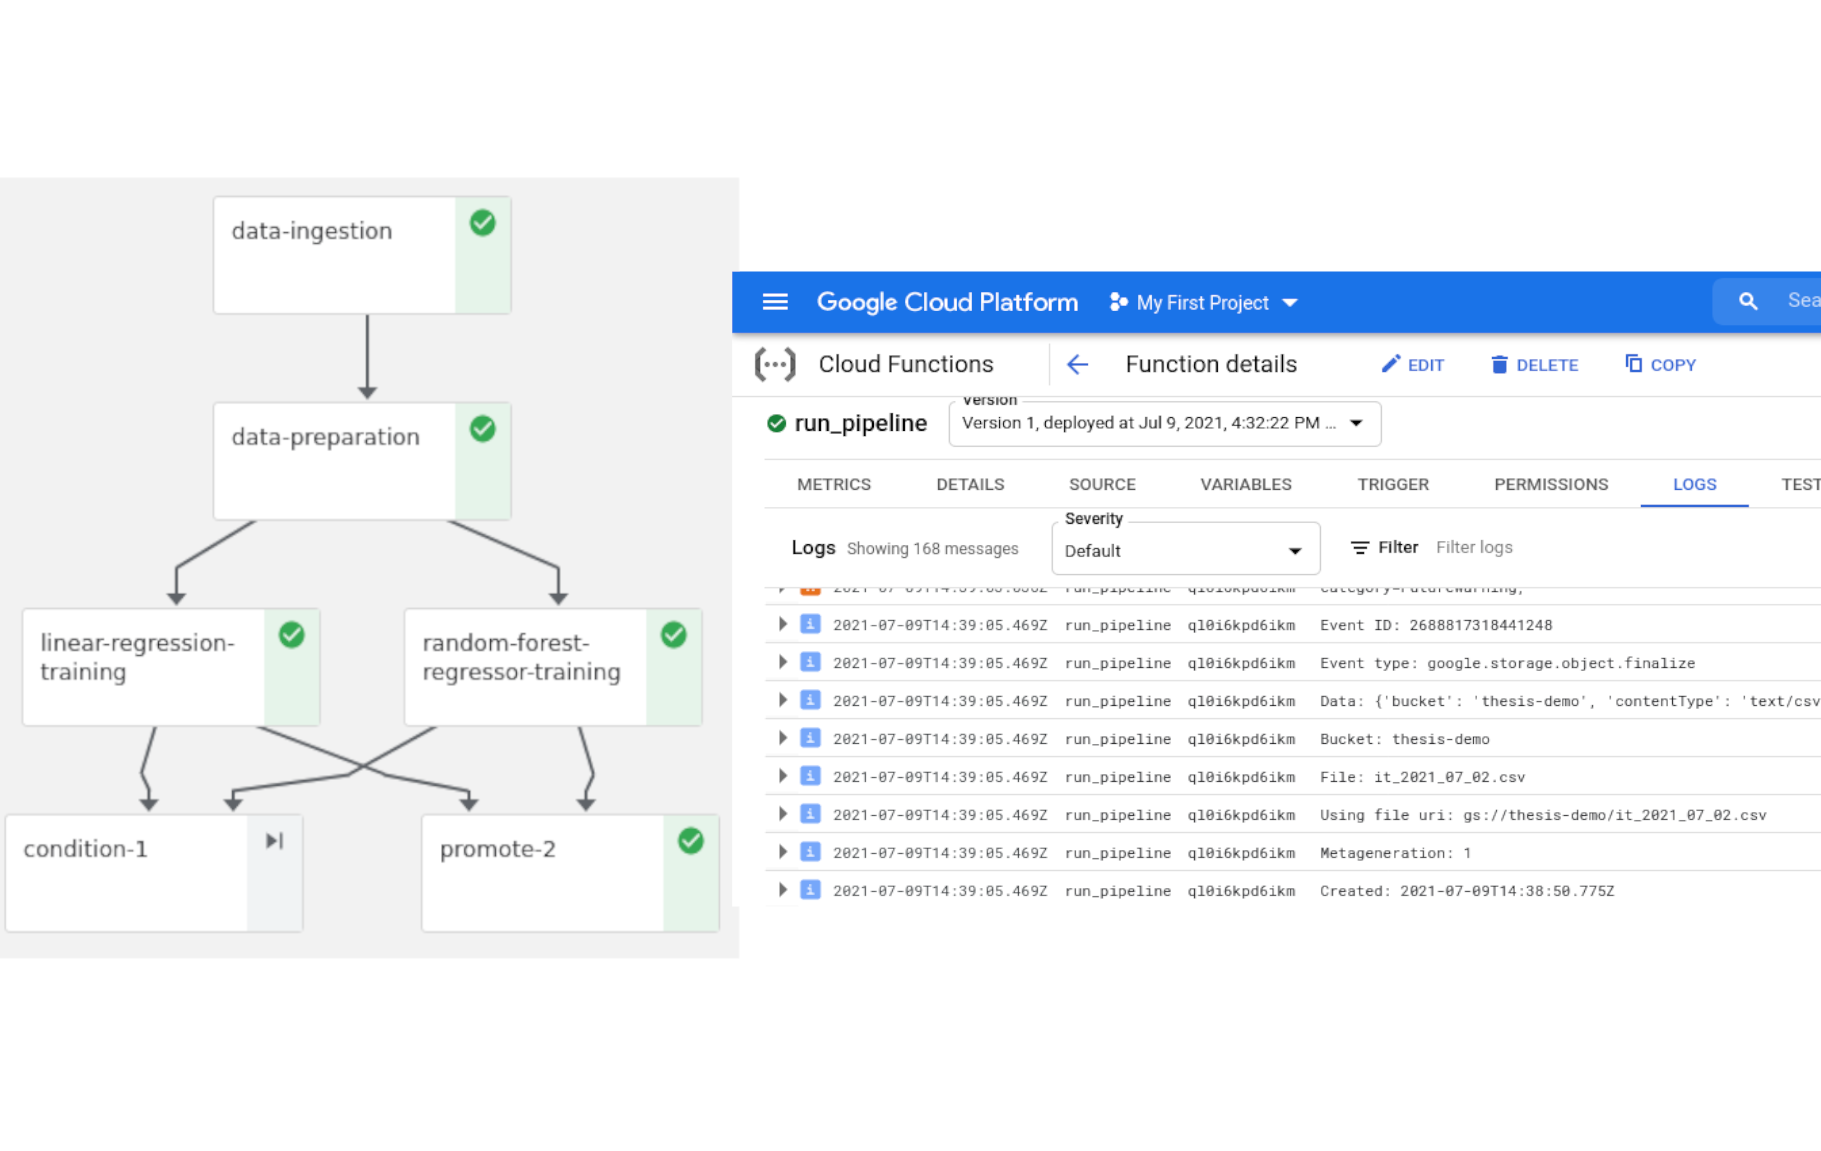 data-ingestion
data-preparation
linear-regression-
training
random-forest-
regressor-training
condition-1
promote-2
Google Cloud Platform My First Project Sea
Cloud Functions Function details EDIT DELETE COPY
Version
run_pipeline Version 1, deployed at Jul 9, 2021, 4:32:22 PM ...
METRICS DETAILS SOURCE VARIABLES TRIGGER PERMISSIONS LOGS TEST
Severity
Logs Showing 168 messages Default Filter Filter logs
run_pipeline ql0i6kpd6ikm category=FutureWarning,
2021-07-09T14:39:05.469Z run_pipeline ql0i6kpd6ikm Event ID: 2688817318441248
2021-07-09T14:39:05.469Z run_pipeline ql0i6kpd6ikm Event type: google.storage.object.finalize
2021-07-09T14:39:05.469Z run_pipeline ql0i6kpd6ikm Data: {'bucket': 'thesis-demo', 'contentType': 'text/csv
2021-07-09T14:39:05.469Z run_pipeline ql0i6kpd6ikm Bucket: thesis-demo
2021-07-09T14:39:05.469Z run_pipeline ql0i6kpd6ikm File: it_2021_07_02.csv
2021-07-09T14:39:05.469Z run_pipeline ql0i6kpd6ikm Using file uri: gs://thesis-demo/it_2021_07_02.csv
2021-07-09T14:39:05.469Z run_pipeline ql0i6kpd6ikm Metageneration: 1
2021-07-09T14:39:05.469Z run_pipeline ql0i6kpd6ikm Created: 2021-07-09T14:38:50.775Z